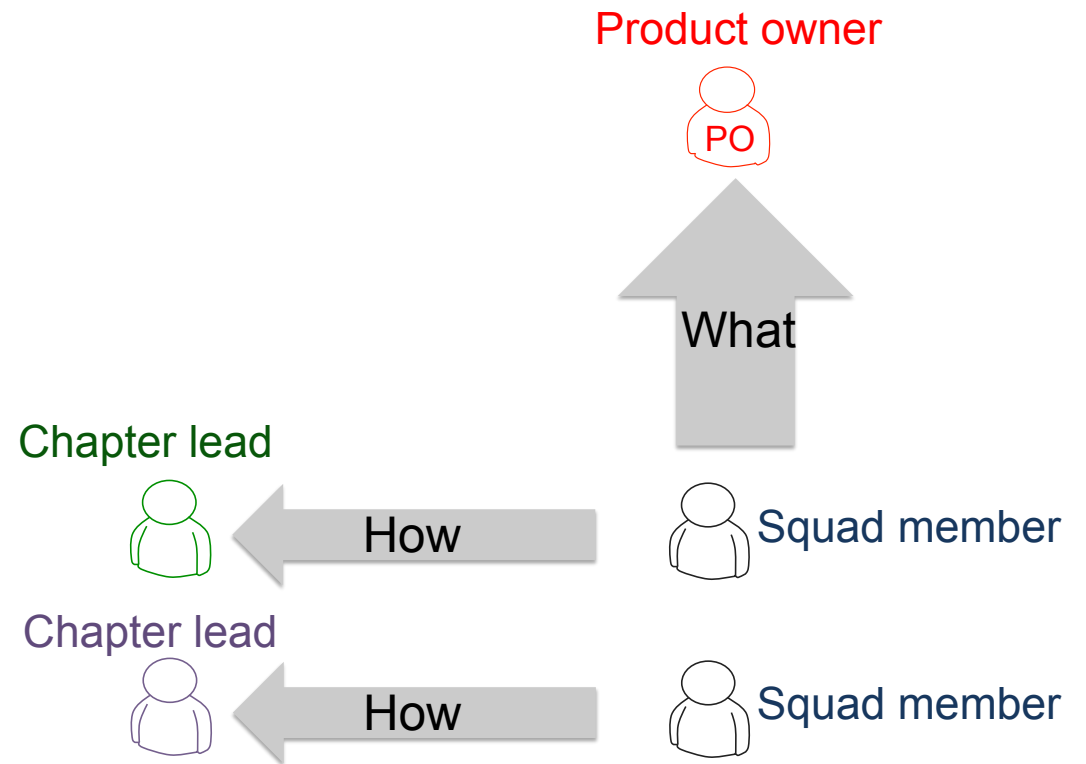 Product owner
PO
What
Chapter lead
How
Squad member
Chapter lead
How
Squad member